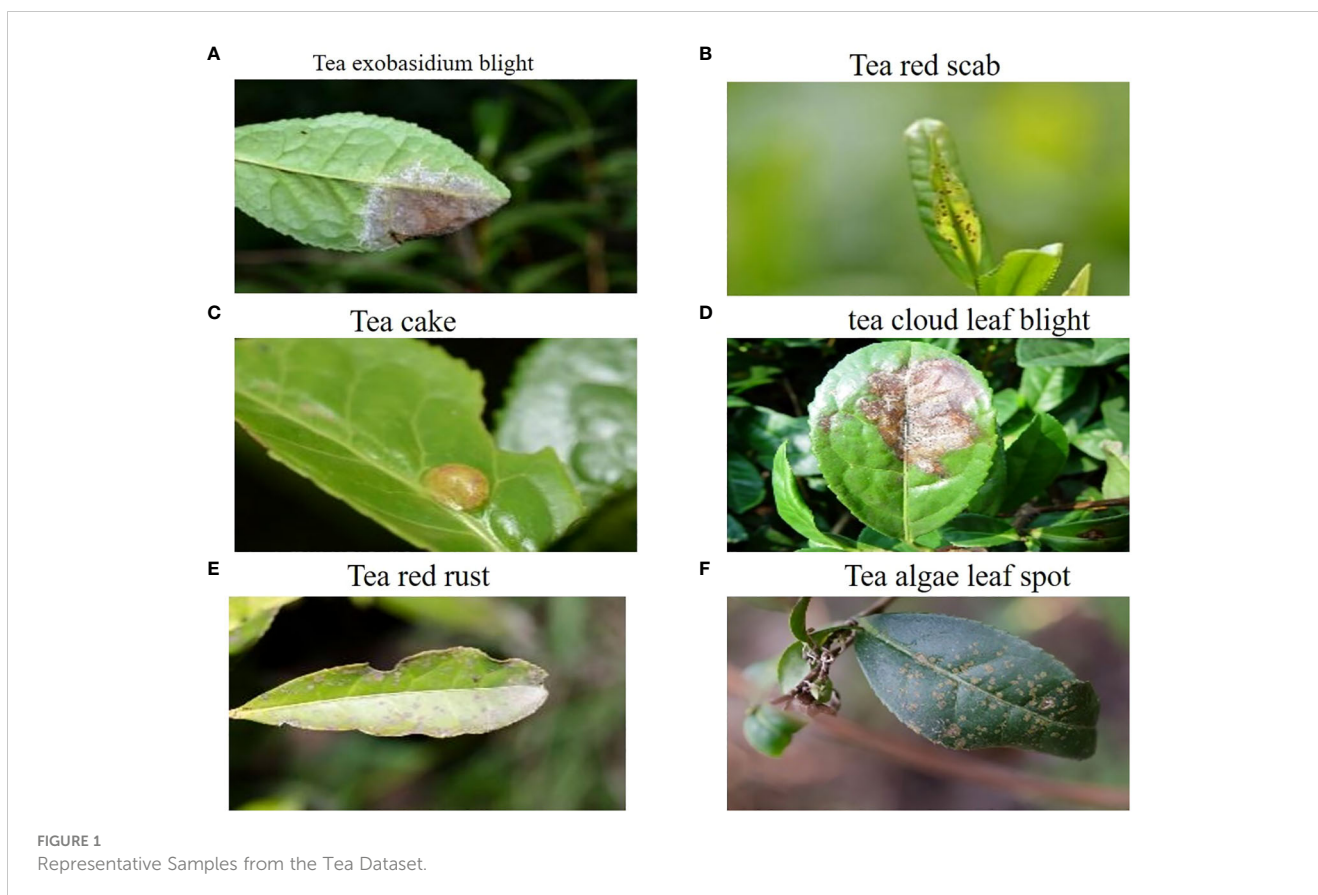 A
Tea exobasidium blight
B
Tea red scab
C
Tea cake
D
tea cloud leaf blight
E
Tea red rust
F
Tea algae leaf spot
FIGURE 1
Representative Samples from the Tea Dataset.